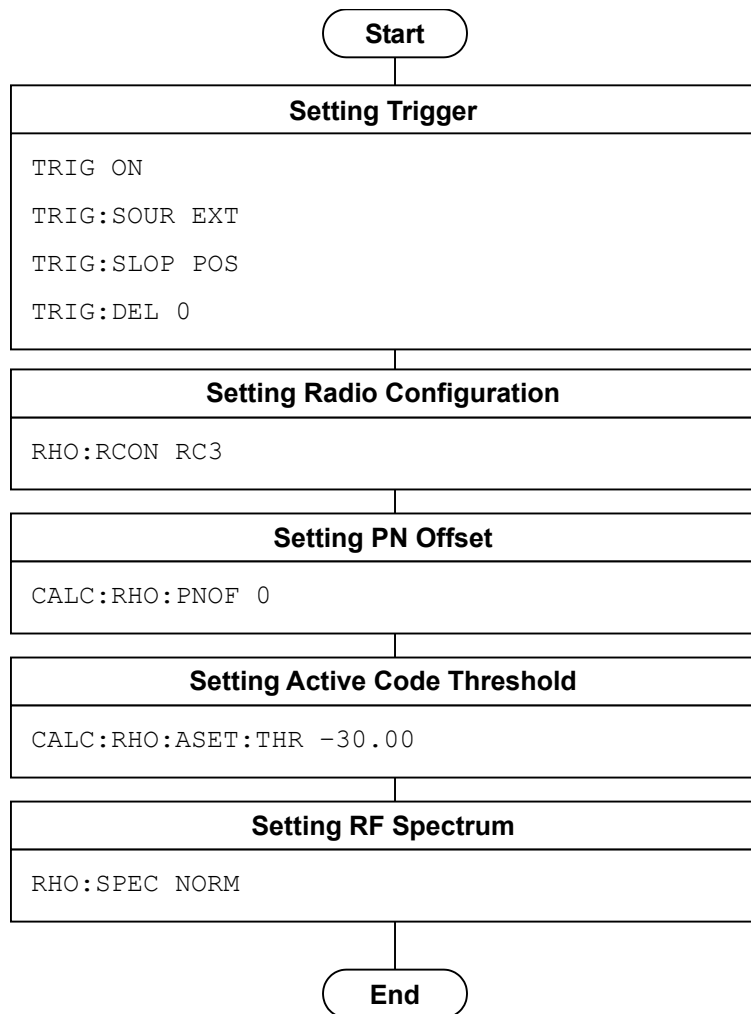 Start
Setting Trigger
TRIG ON
TRIG:SOUR EXT
TRIG:SLOP POS
TRIG:DEL 0
Setting Radio Configuration
RHO:RCON RC3
Setting PN Offset
CALC:RHO:PNOF 0
Setting Active Code Threshold
CALC:RHO:ASET:THR −30.00
Setting RF Spectrum
RHO:SPEC NORM
End